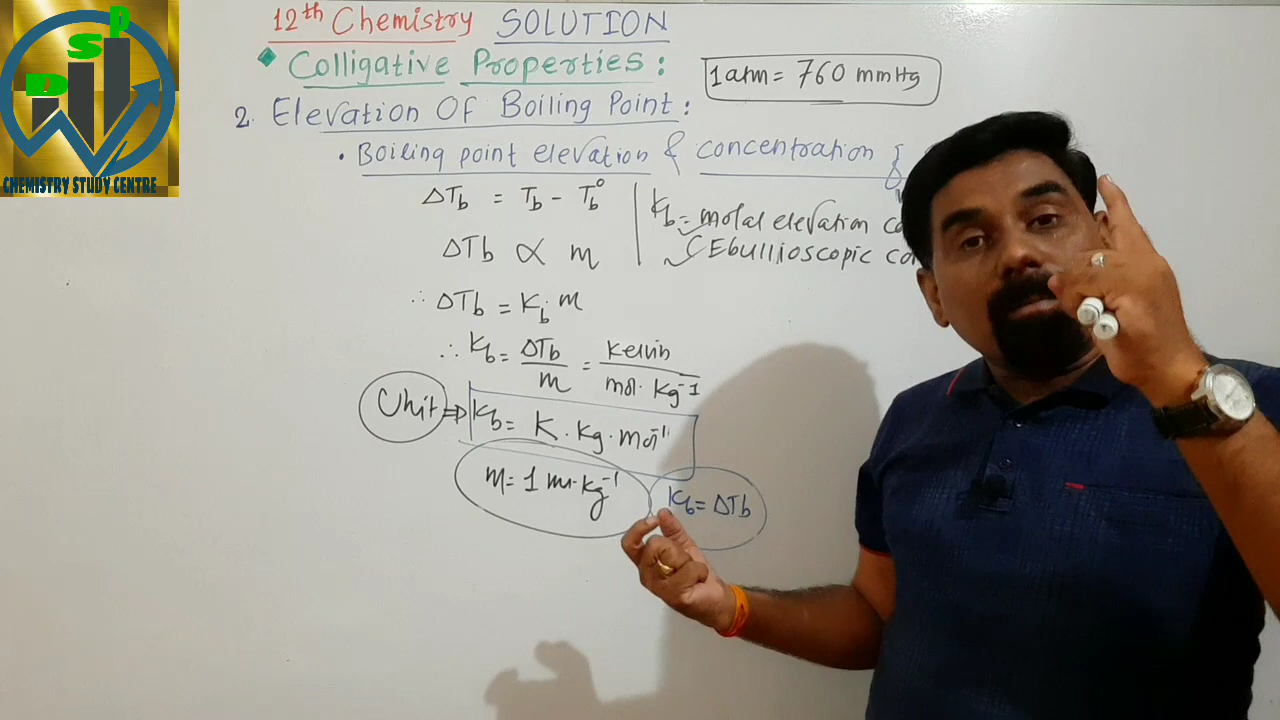 12th Chemistry SOLUTION
Colligative Properties:
1 atm = 760 mmHg
2. Elevation Of Boiling Point:
• Boiling point elevation & concentration
ΔTb = Tb - Tb°
Kb = molal elevation
(Ebullioscopic
ΔTb ∝ m
∴ ΔTb = Kb · m
∴ Kb = ΔTb / m = Kelvin / mol · kg⁻¹
Unit ⇒ Kb = K · kg · mol⁻¹
m = 1 mol · kg⁻¹
Kb = ΔTb
DSP
CHEMISTRY STUDY CENTRE